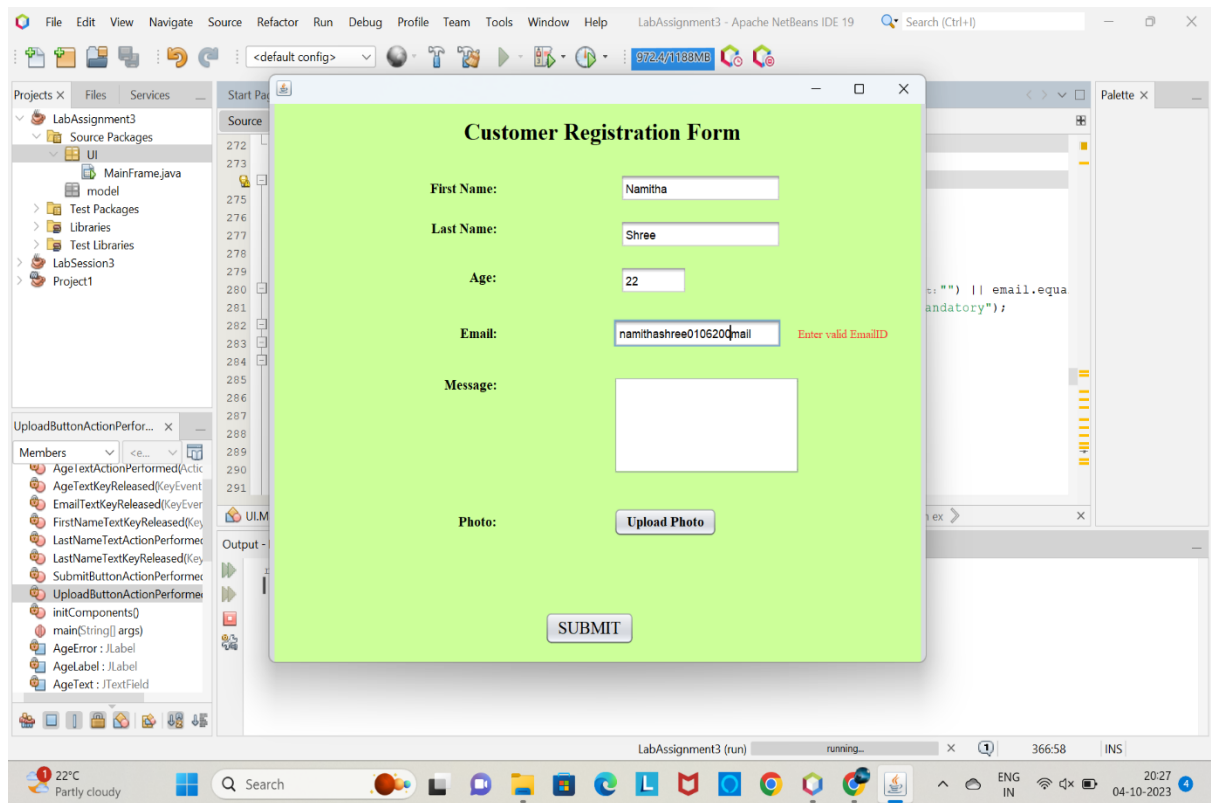 File Edit View Navigate Source Refactor Run Debug Profile Team Tools Window Help LabAssignment3 - Apache NetBeans IDE 19 Search (Ctrl+I)
<default config> 972.4/1188MB
Projects Files Services Start Pa Palette
LabAssignment3
Source Packages
UI
MainFrame.java
model
Test Packages
Libraries
Test Libraries
LabSession3
Project1
Source
272
273
275
276
277
278
279
280 "") || email.equa
281 andatory");
282
283
284
285
286
287
288
289
290
291
Customer Registration Form
First Name: Namitha
Last Name: Shree
Age: 22
Email: Enter valid EmailID
Message:
Photo: Upload Photo
SUBMIT
UploadButtonActionPerfor...
Members <e...
AgeTextActionPerformed(Actic
AgeTextKeyReleased(KeyEvent
EmailTextKeyReleased(KeyEver
FirstNameTextKeyReleased(Key
LastNameTextActionPerformed
LastNameTextKeyReleased(Key
SubmitButtonActionPerformed
UploadButtonActionPerformed
initComponents()
main(String[] args)
AgeError : JLabel
AgeLabel : JLabel
AgeText : JTextField
UI.M ex
Output -
LabAssignment3 (run) running... 1 366:58 INS
1 22°C
Partly cloudy
Search
ENG
IN
20:27
04-10-2023
4